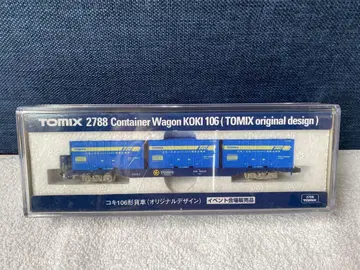 TOMIX 2788 Container Wagon KOKI 106 ( TOMIX original design )
コキ106形貨車(オリジナルデザイン) イベント会場販売品
2788
TOMIX